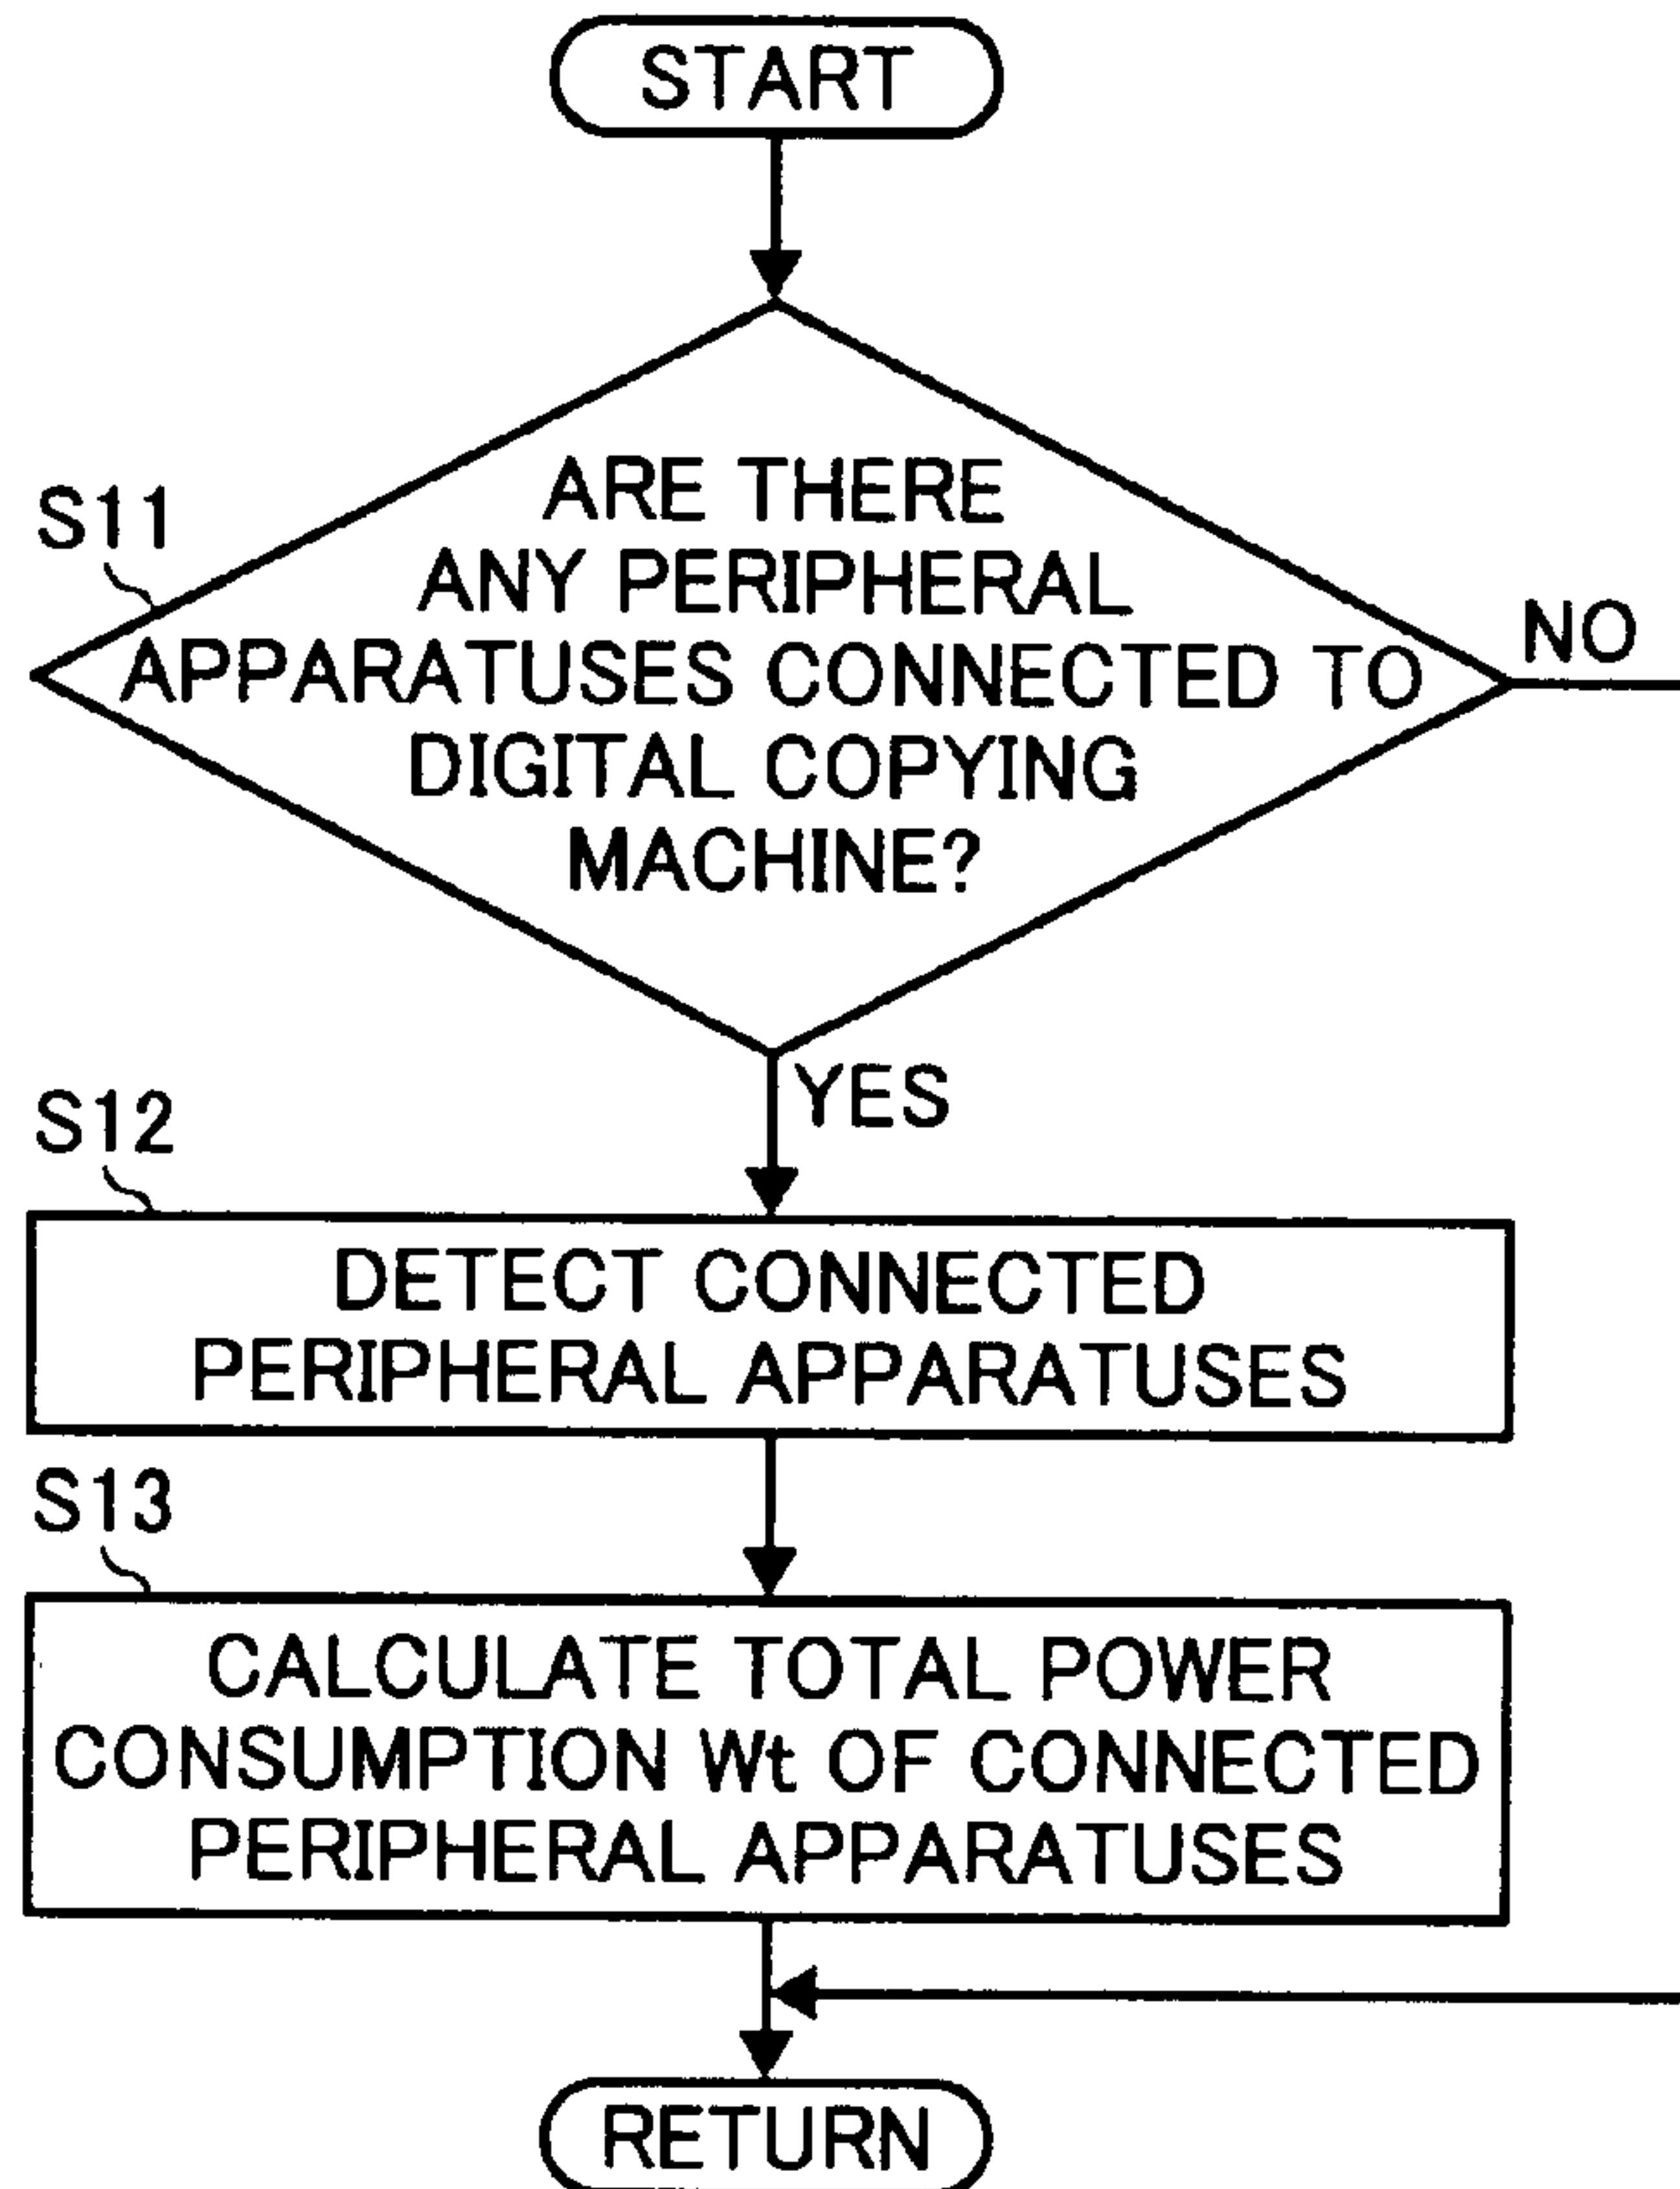 START
S11
ARE THERE
ANY PERIPHERAL
APPARATUSES CONNECTED TO
DIGITAL COPYING
MACHINE?
NO
YES
S12
DETECT CONNECTED
PERIPHERAL APPARATUSES
S13
CALCULATE TOTAL POWER
CONSUMPTION Wt OF CONNECTED
PERIPHERAL APPARATUSES
RETURN